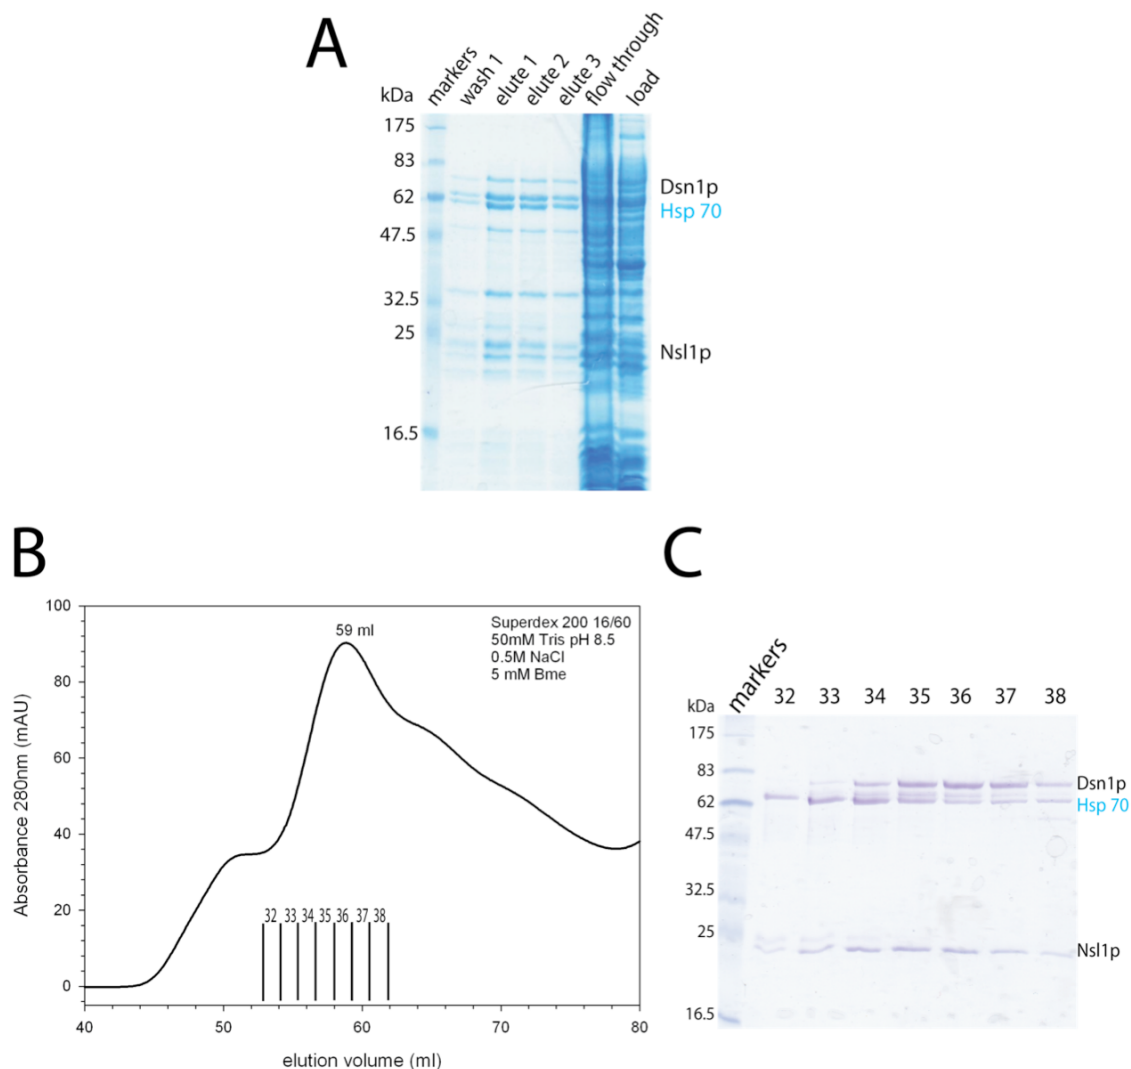 A
markers
wash 1
elute 1
elute 2
elute 3
flow through
load
kDa
175
83
62
47.5
32.5
25
16.5
Dsn1p
Hsp 70
Nsl1p
B
100
80
60
40
20
0
Absorbance 280nm (mAU)
59 ml
Superdex 200 16/60
50mM Tris pH 8.5
0.5M NaCl
5 mM Bme
32 33 34 35 36 37 38
40 50 60 70 80
elution volume (ml)
C
markers
kDa
32 33 34 35 36 37 38
175
83
62
47.5
32.5
25
16.5
Dsn1p
Hsp 70
Nsl1p